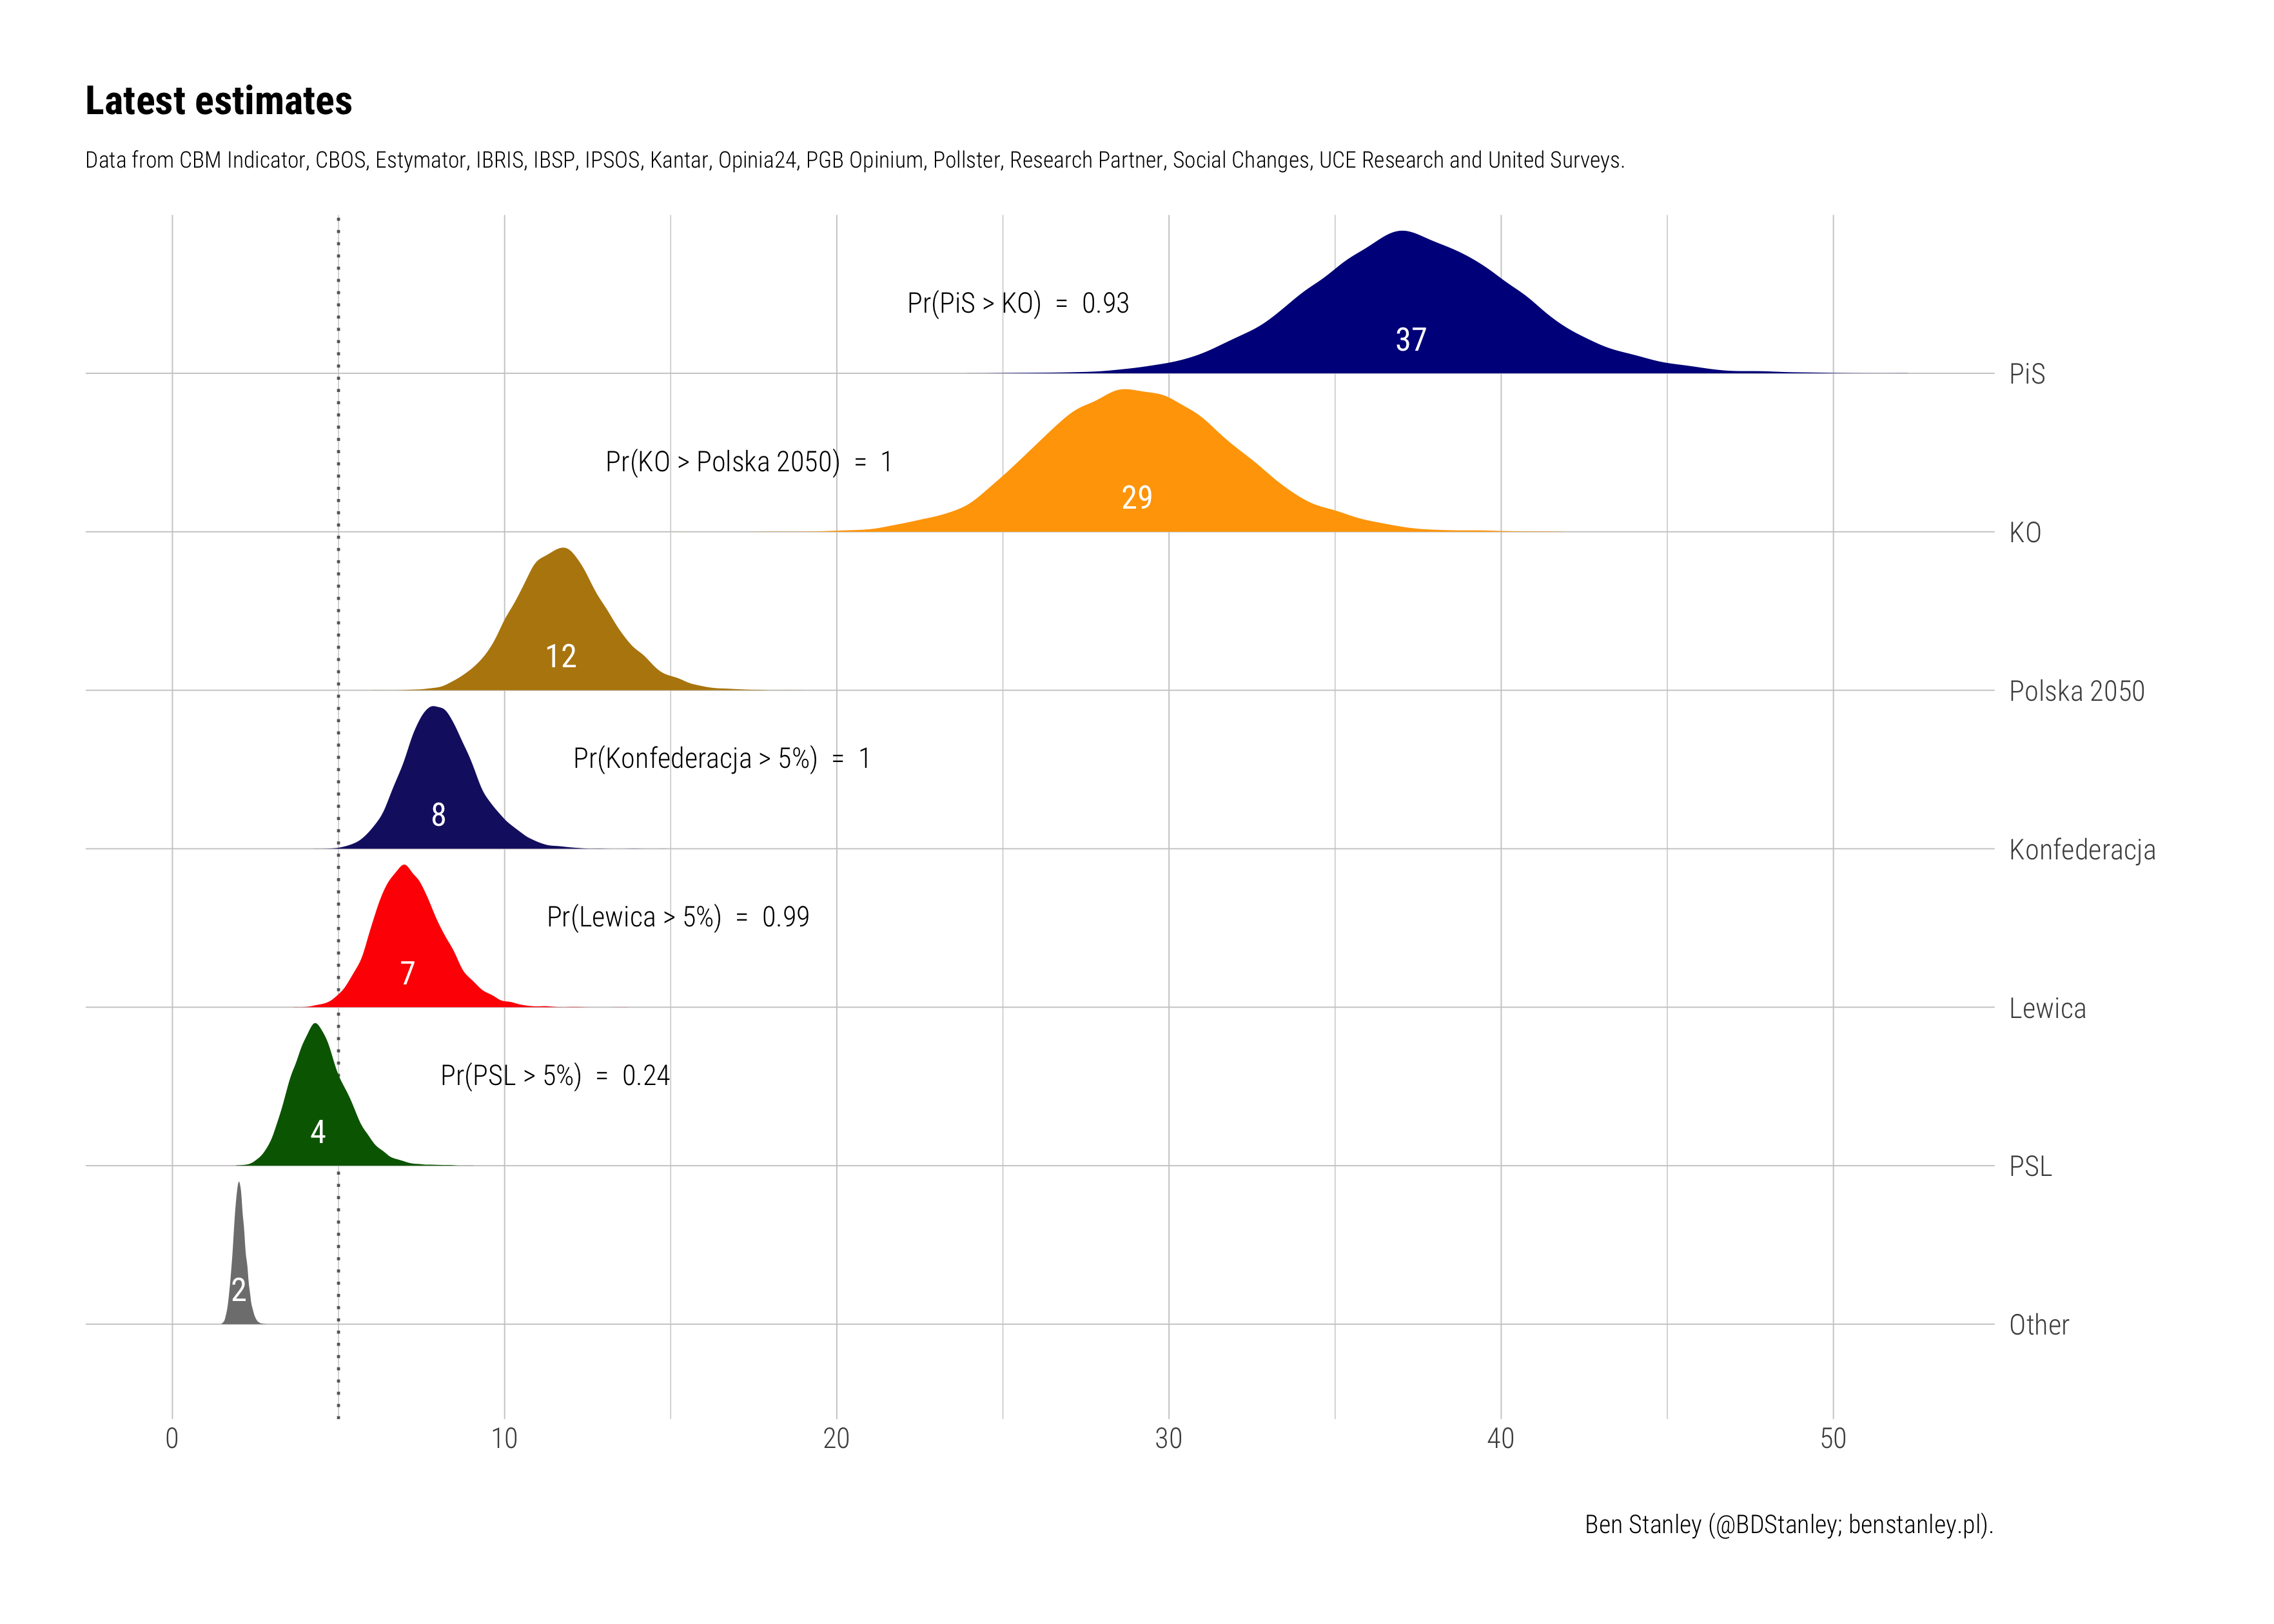 Latest estimates
Data from CBM Indicator, CBOS, Estymator, IBRIS, IBSP, IPSOS, Kantar, Opinia24, PGB Opinium, Pollster, Research Partner, Social Changes, UCE Research and United Surveys.
Pr(PiS > KO) = 0.93
37
PiS
Pr(KO > Polska 2050) = 1
29
KO
12
Polska 2050
Pr(Konfederacja > 5%) = 1
8
Konfederacja
Pr(Lewica > 5%) = 0.99
7
Lewica
Pr(PSL > 5%) = 0.24
4
PSL
2
Other
0 10 20 30 40 50
Ben Stanley (@BDStanley; benstanley.pl).